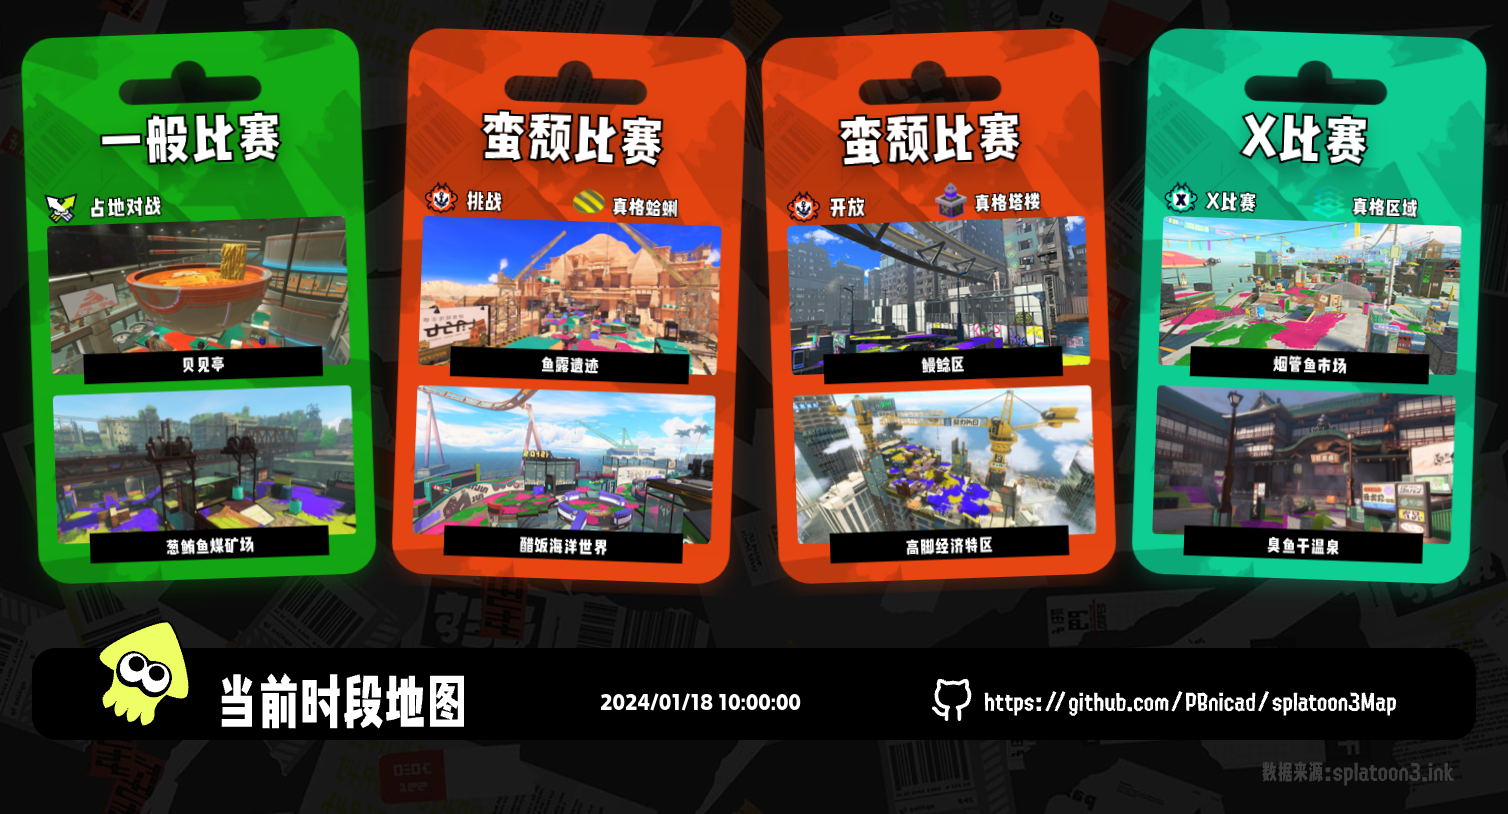 一般比赛
占地对战
贝贝亭
葱鲔鱼煤矿场
蛮颓比赛
挑战
真格蛤蜊
鱼露遗迹
醋饭海洋世界
蛮颓比赛
开放
真格塔楼
鳗鲶区
高脚经济特区
X比赛
X比赛
真格区域
烟管鱼市场
臭鱼干温泉
当前时段地图
2024/01/18 10:00:00
https://github.com/PBnicad/splatoon3Map
数据来源:splatoon3.ink